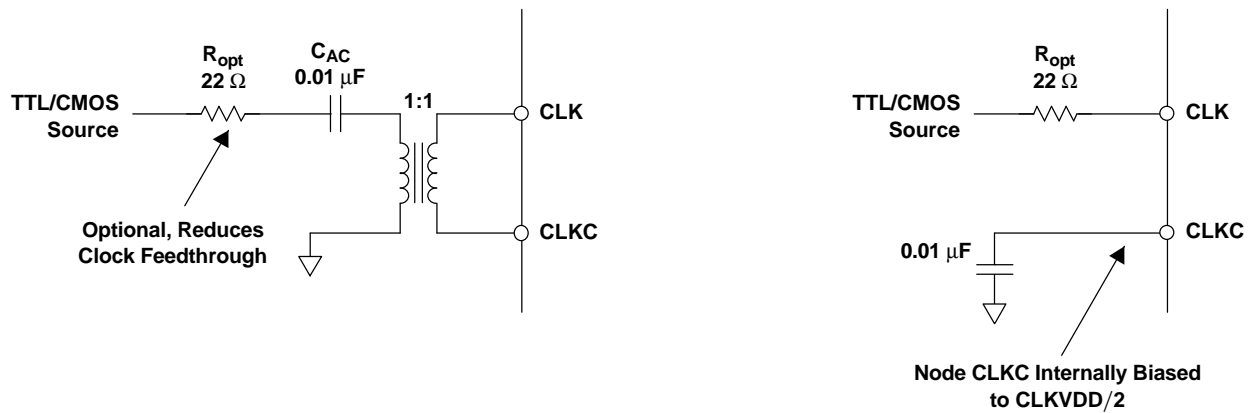 R_opt
22 Ω
C_AC
0.01 μF
TTL/CMOS
Source
1:1
CLK
CLKC
Optional, Reduces
Clock Feedthrough
R_opt
22 Ω
TTL/CMOS
Source
CLK
CLKC
0.01 μF
Node CLKC Internally Biased
to CLKVDD/2